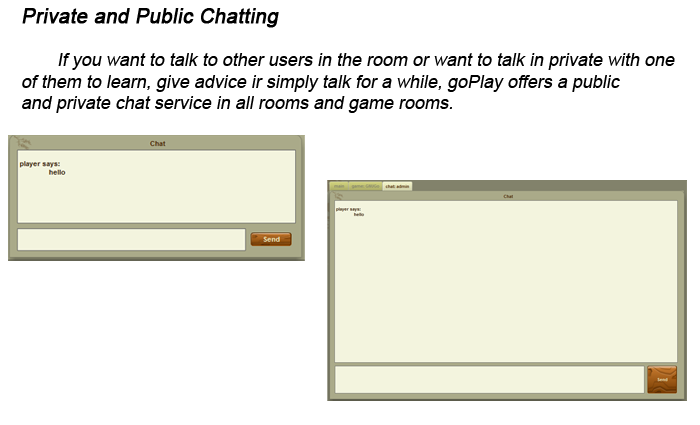 Private and Public Chatting
If you want to talk to other users in the room or want to talk in private with one
of them to learn, give advice ir simply talk for a while, goPlay offers a public
and private chat service in all rooms and game rooms.
Chat
player says:
hello
Send
chat:admin
Chat
player says:
hello
Send